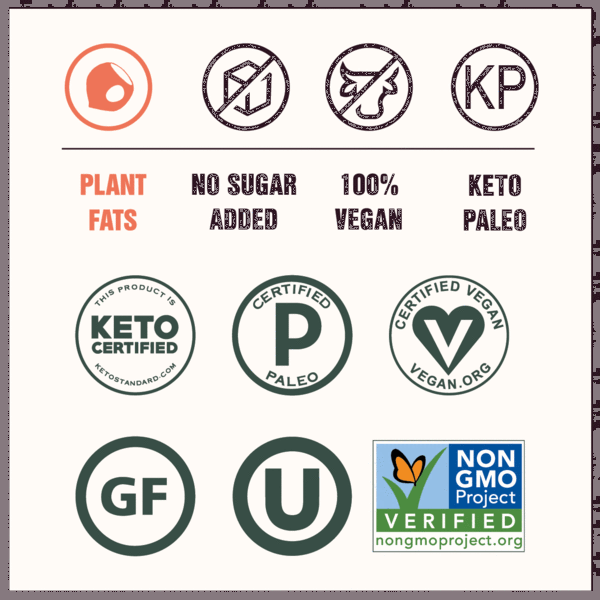 KP
PLANT
FATS
NO SUGAR
ADDED
100%
VEGAN
KETO
PALEO
THIS PRODUCT IS
KETO
CERTIFIED
KETOSTANDARD.COM
CERTIFIED
P
PALEO
CERTIFIED VEGAN
V
VEGAN.ORG
GF
U
NON
GMO
Project
VERIFIED
nongmoproject.org